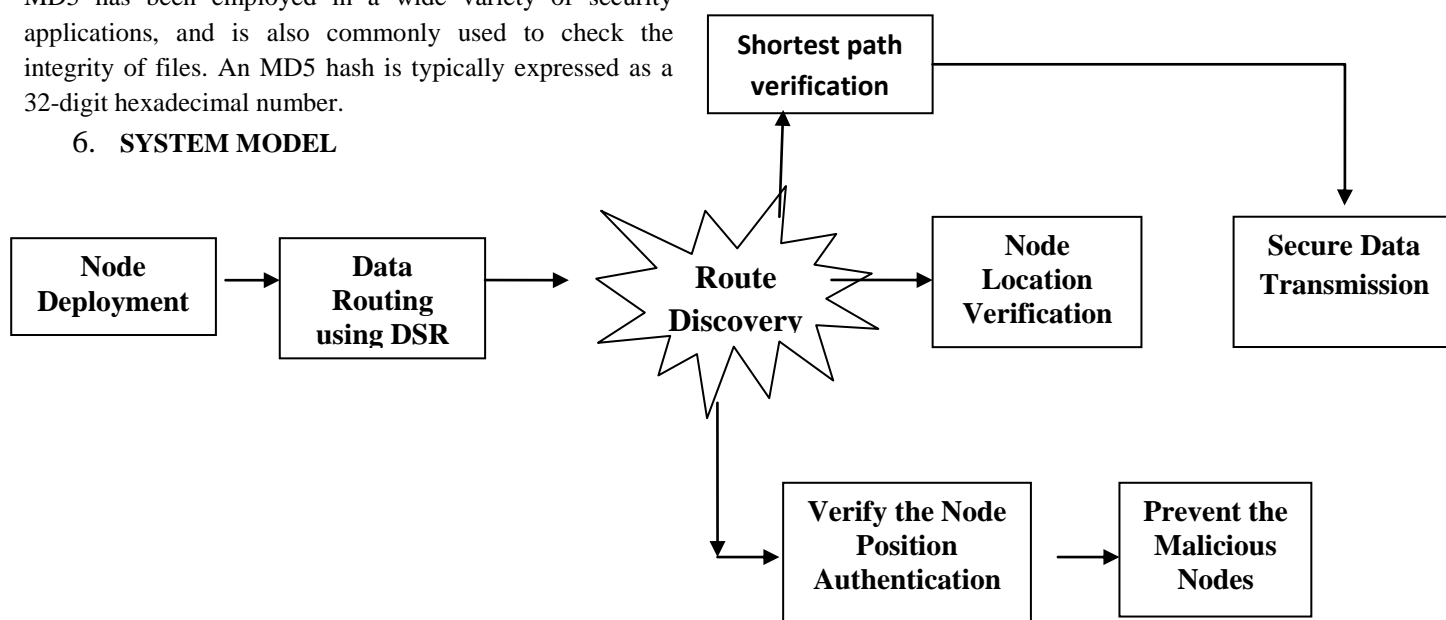 MD5 has been employed in a wide variety of security
applications, and is also commonly used to check the
integrity of files. An MD5 hash is typically expressed as a
32-digit hexadecimal number.
6. SYSTEM MODEL
Shortest path
verification
Node
Deployment
Data
Routing
using DSR
Route
Discovery
Node
Location
Verification
Secure Data
Transmission
Verify the Node
Position
Authentication
Prevent the
Malicious
Nodes